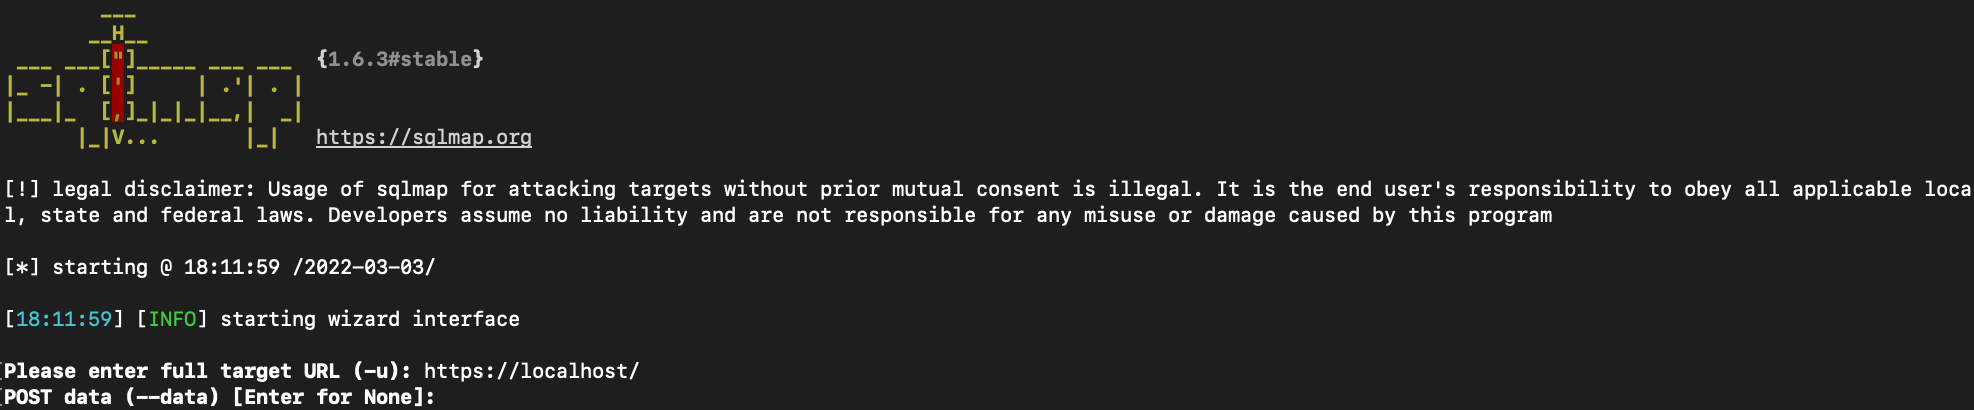 ___
       __H__
 ___ ___["]_____ ___ ___  {1.6.3#stable}
|_ -| . [']     | .'| . |
|___|_  [,]_|_|_|__,|  _|
      |_|V...       |_|   https://sqlmap.org
[!] legal disclaimer: Usage of sqlmap for attacking targets without prior mutual consent is illegal. It is the end user's responsibility to obey all applicable loca
l, state and federal laws. Developers assume no liability and are not responsible for any misuse or damage caused by this program
[*] starting @ 18:11:59 /2022-03-03/
[18:11:59] [INFO] starting wizard interface
Please enter full target URL (-u): https://localhost/
POST data (--data) [Enter for None]: